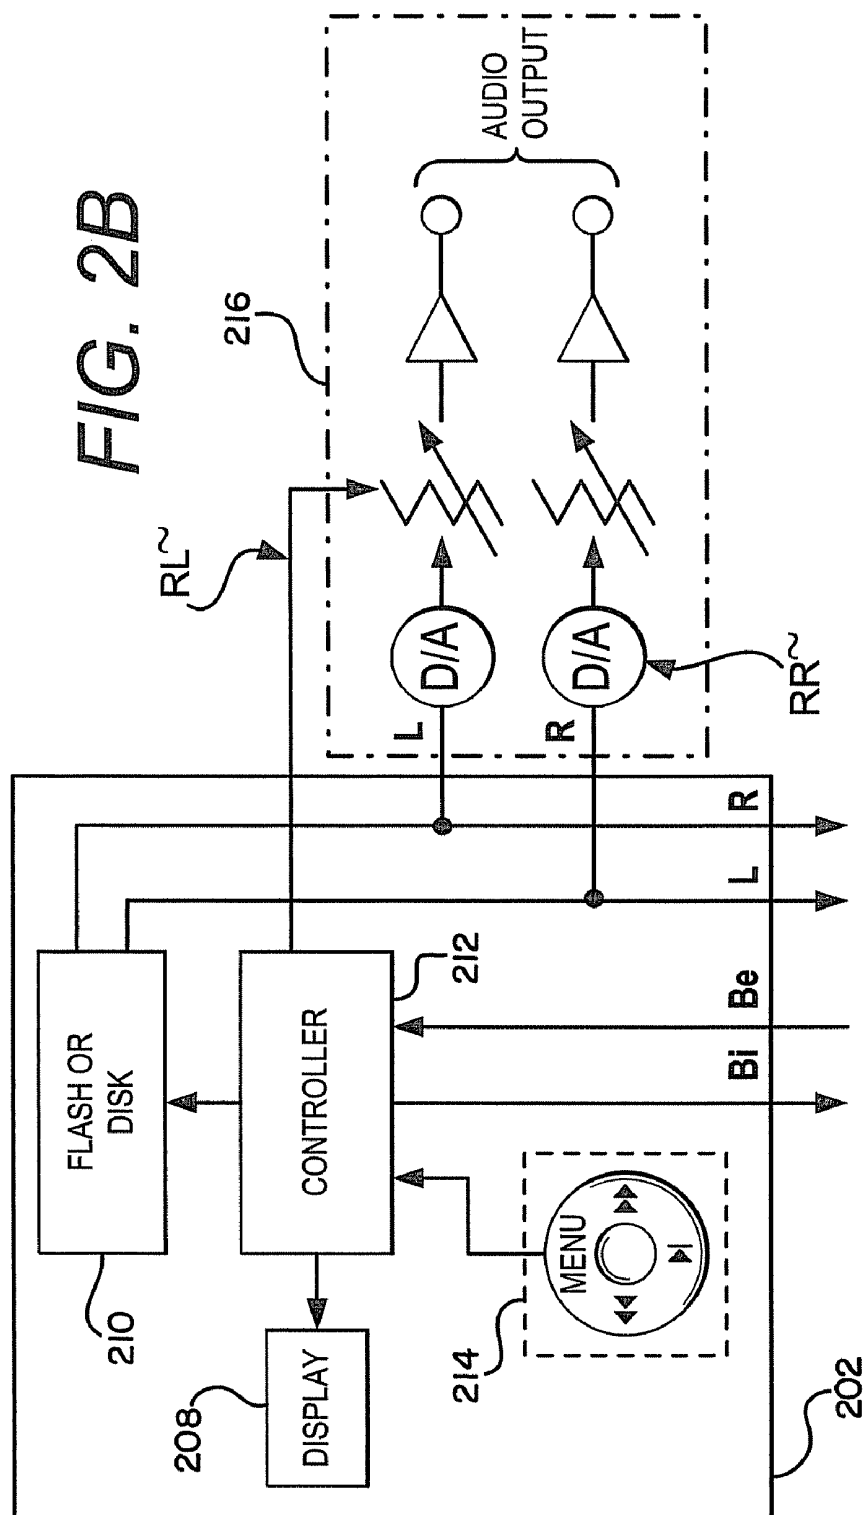 FIG. 2B
216
AUDIO
OUTPUT
RL~
L
D/A
R
D/A
RR~
FLASH OR
DISK
210
CONTROLLER
212
DISPLAY
208
MENU
214
Bi
Be
L
R
202